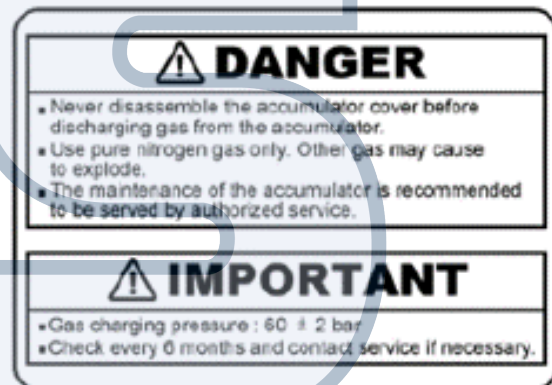 ⚠ DANGER
▪ Never disassemble the accumulator cover before
discharging gas from the accumulator.
▪ Use pure nitrogen gas only. Other gas may cause
to explode.
▪ The maintenance of the accumulator is recommended
to be served by authorized service.
⚠ IMPORTANT
▪ Gas charging pressure : 60 ± 2 bar
▪ Check every 6 months and contact service if necessary.